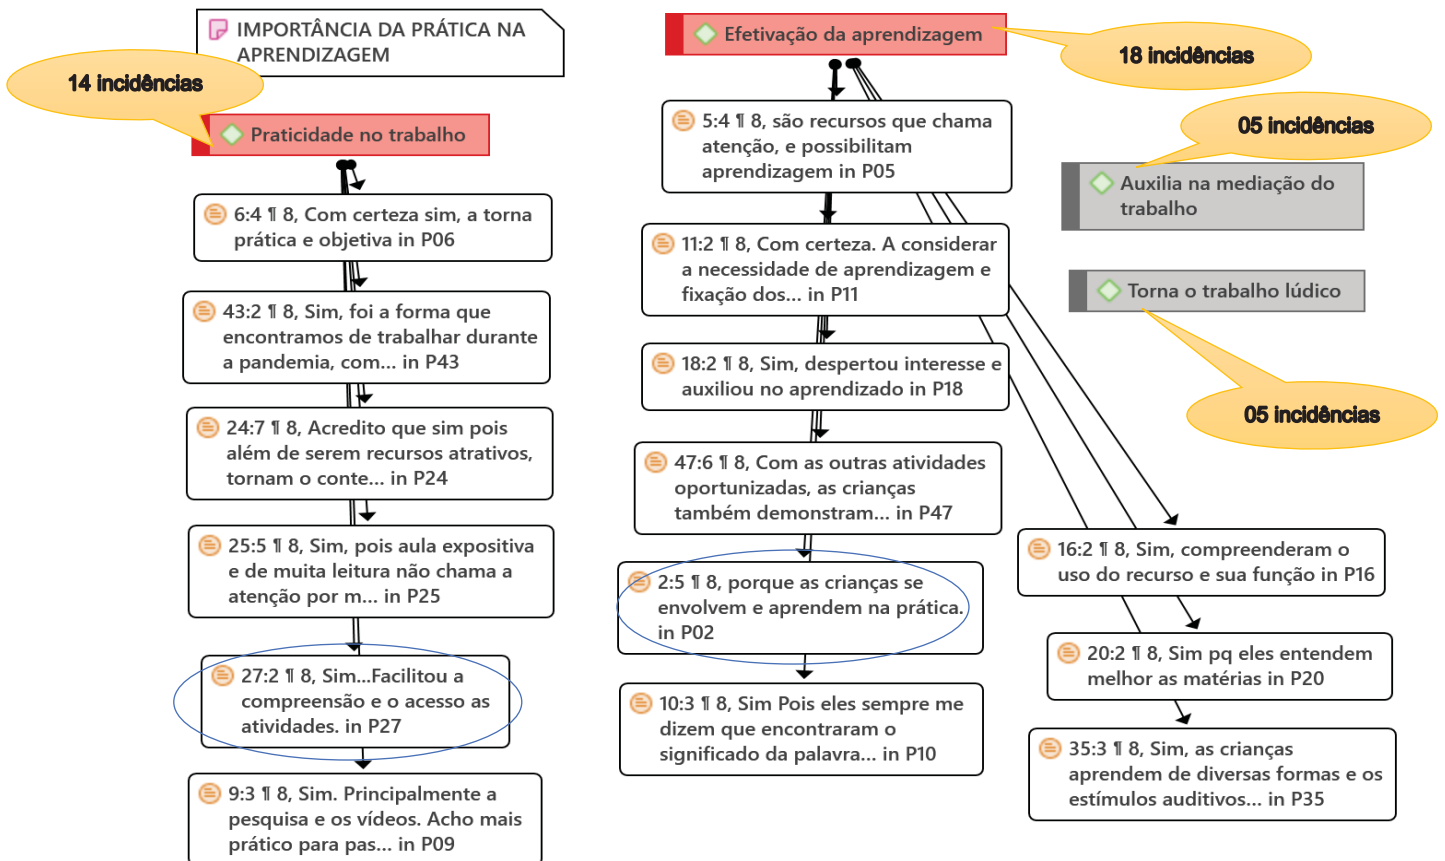 IMPORTÂNCIA DA PRÁTICA NA
APRENDIZAGEM
14 incidências
Praticidade no trabalho
6:4 ¶ 8, Com certeza sim, a torna
prática e objetiva in P06
43:2 ¶ 8, Sim, foi a forma que
encontramos de trabalhar durante
a pandemia, com... in P43
24:7 ¶ 8, Acredito que sim pois
além de serem recursos atrativos,
tornam o conte... in P24
25:5 ¶ 8, Sim, pois aula expositiva
e de muita leitura não chama a
atenção por m... in P25
27:2 ¶ 8, Sim...Facilitou a
compreensão e o acesso as
atividades. in P27
9:3 ¶ 8, Sim. Principalmente a
pesquisa e os vídeos. Acho mais
prático para pas... in P09
Efetivação da aprendizagem
18 incidências
5:4 ¶ 8, são recursos que chama
atenção, e possibilitam
aprendizagem in P05
11:2 ¶ 8, Com certeza. A considerar
a necessidade de aprendizagem e
fixação dos... in P11
18:2 ¶ 8, Sim, despertou interesse e
auxiliou no aprendizado in P18
47:6 ¶ 8, Com as outras atividades
oportunizadas, as crianças
também demonstram... in P47
2:5 ¶ 8, porque as crianças se
envolvem e aprendem na prática.
in P02
10:3 ¶ 8, Sim Pois eles sempre me
dizem que encontraram o
significado da palavra... in P10
16:2 ¶ 8, Sim, compreenderam o
uso do recurso e sua função in P16
20:2 ¶ 8, Sim pq eles entendem
melhor as matérias in P20
35:3 ¶ 8, Sim, as crianças
aprendem de diversas formas e os
estímulos auditivos... in P35
05 incidências
Auxilia na mediação do
trabalho
Torna o trabalho lúdico
05 incidências